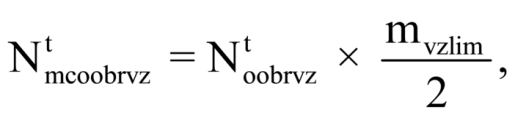 N^t_mcoobrvz = N^t_oobrvz × m_vzlim / 2 ,